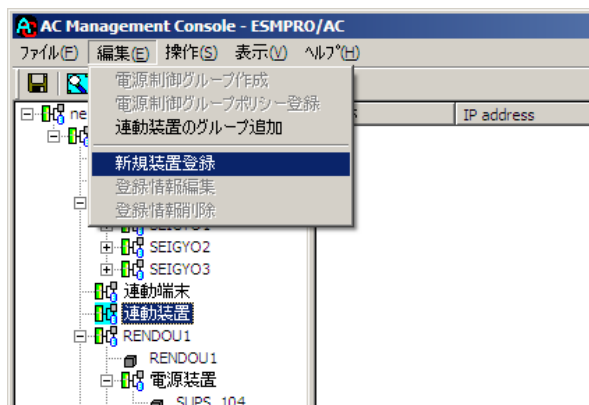 AC Management Console - ESMPRO/AC
ファイル(F) 編集(E) 操作(S) 表示(V) ヘルプ(H)
電源制御グループ作成
電源制御グループポリシー登録
連動装置のグループ追加
新規装置登録
登録情報編集
登録情報削除
ne
IP address
SEIGYO2
SEIGYO3
連動端末
連動装置
RENDOU1
RENDOU1
電源装置
SUPS_104